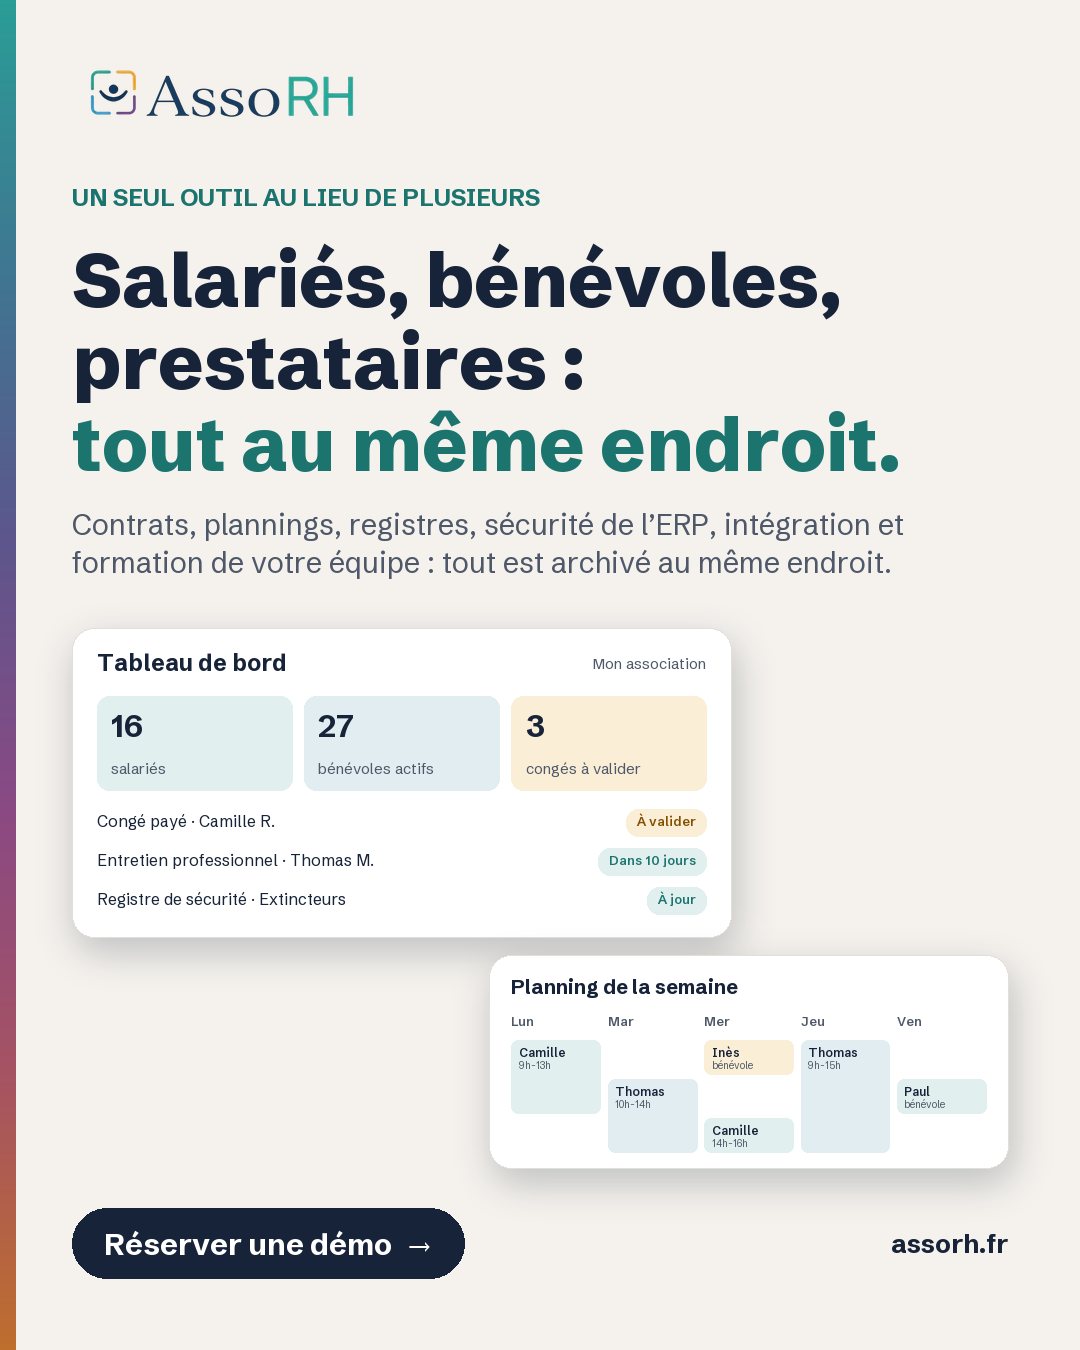 AssoRH
UN SEUL OUTIL AU LIEU DE PLUSIEURS
Salariés, bénévoles,
prestataires :
tout au même endroit.
Contrats, plannings, registres, sécurité de l’ERP, intégration et
formation de votre équipe : tout est archivé au même endroit.
Tableau de bord
Mon association
16
salariés
27
bénévoles actifs
3
congés à valider
Congé payé · Camille R.
À valider
Entretien professionnel · Thomas M.
Dans 10 jours
Registre de sécurité · Extincteurs
À jour
Planning de la semaine
Lun
Mar
Mer
Jeu
Ven
Camille
9h-13h
Thomas
10h-14h
Inès
bénévole
Camille
14h-16h
Thomas
9h-15h
Paul
bénévole
Réserver une démo →
assorh.fr